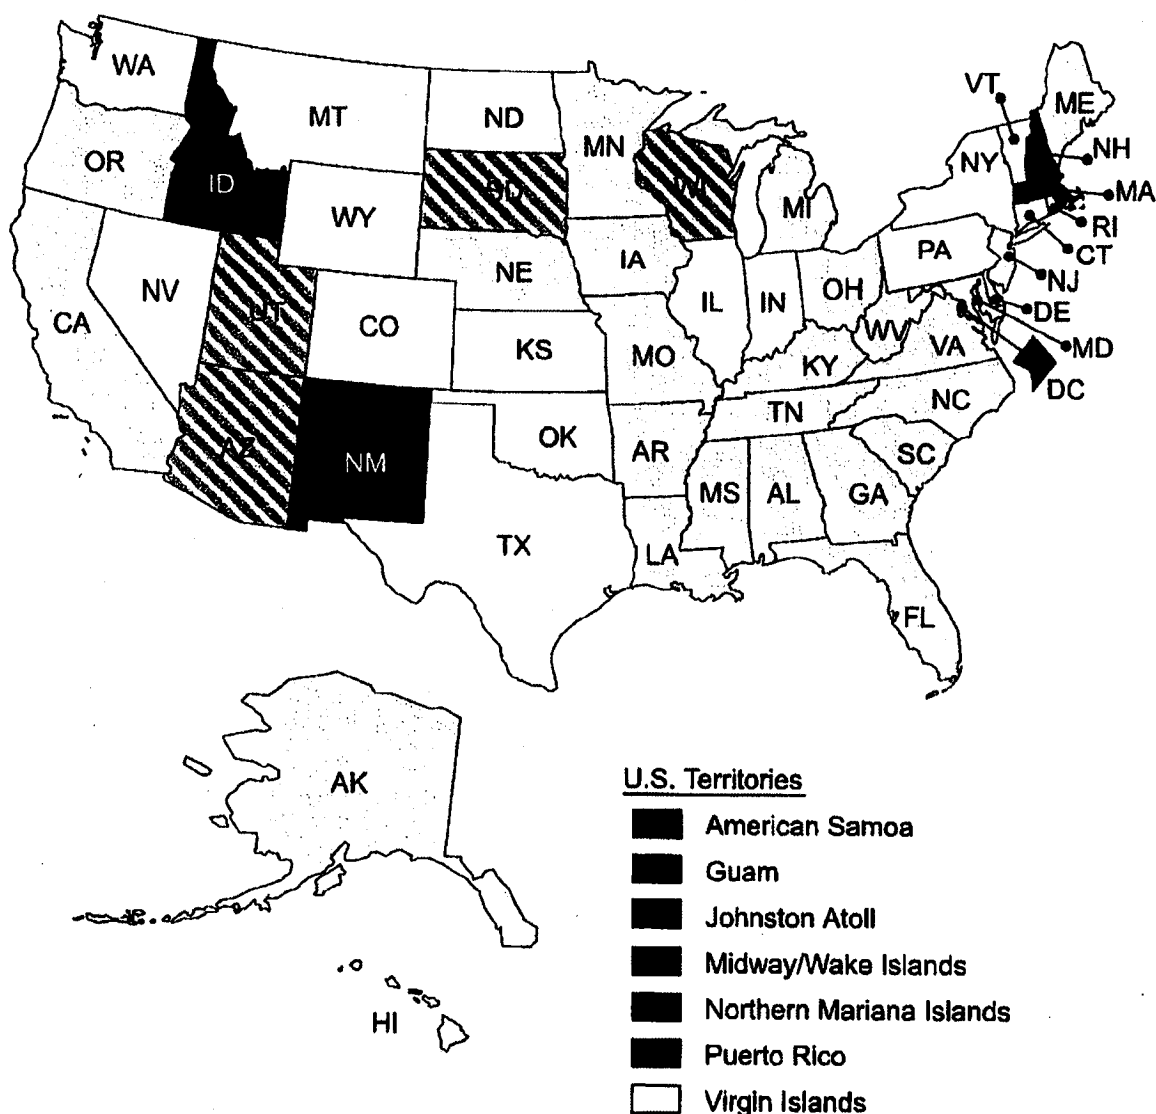 WA
MT
ND
MN
VT
ME
OR
ID
SD
WI
NY
NH
MA
WY
MI
RI
CT
NE
IA
PA
NJ
NV
UT
IL
IN
OH
DE
CA
CO
KS
MO
WV
VA
MD
KY
DC
TN
NC
AZ
NM
OK
AR
SC
MS
AL
GA
TX
LA
FL
AK
HI
U.S. Territories
American Samoa
Guam
Johnston Atoll
Midway/Wake Islands
Northern Mariana Islands
Puerto Rico
Virgin Islands